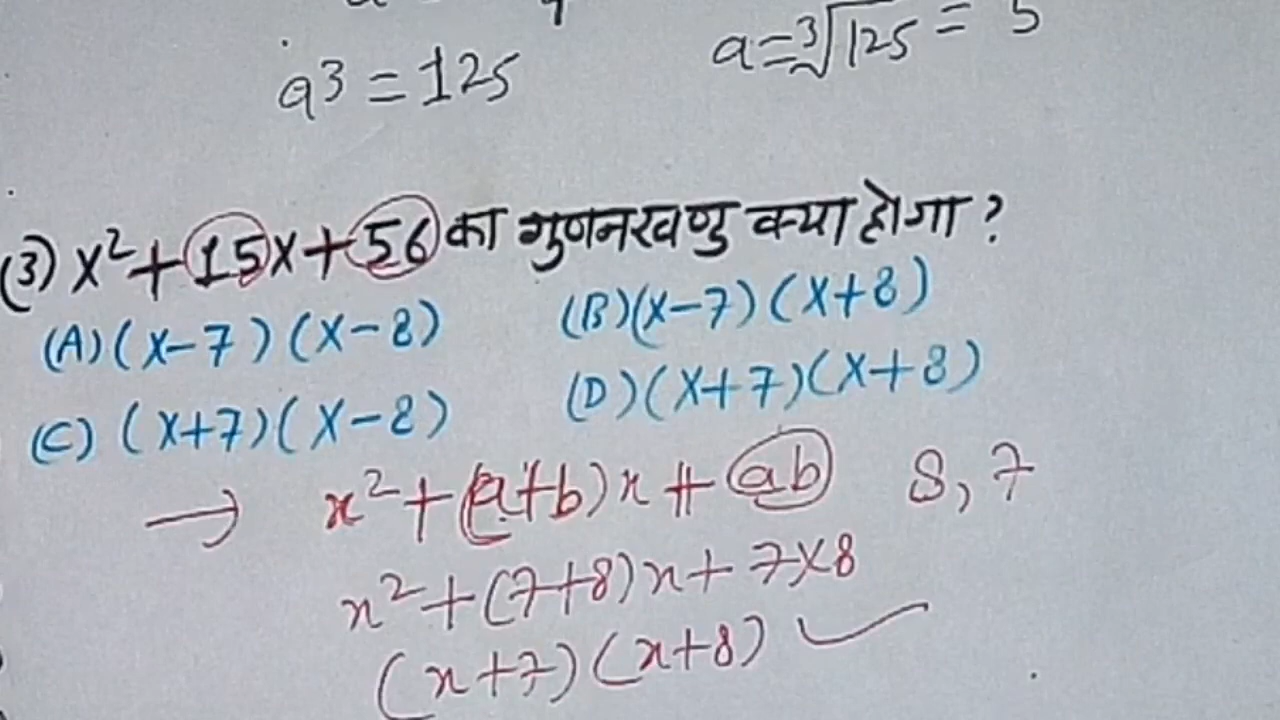 a³ = 125 a = ∛125 = 5
(3) x² + 15x + 56 का गुणनखण्ड क्या होगा ?
(A) (x-7) (x-8) (B) (x-7) (x+8)
(C) (x+7) (x-8) (D) (x+7) (x+8)
→ x² + (a+b)x + ab 8, 7
x² + (7+8)x + 7×8
(x+7) (x+8) ✓